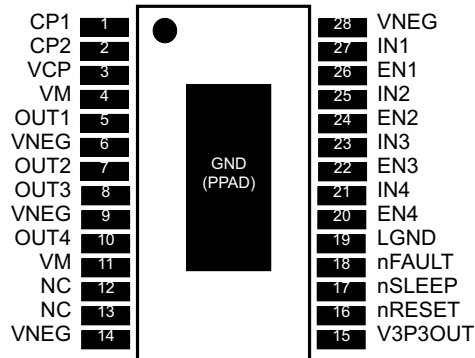 CP1 1 28 VNEG
CP2 2 27 IN1
VCP 3 26 EN1
VM 4 25 IN2
OUT1 5 24 EN2
VNEG 6 23 IN3
OUT2 7 22 EN3
OUT3 8 21 IN4
VNEG 9 20 EN4
OUT4 10 19 LGND
VM 11 18 nFAULT
NC 12 17 nSLEEP
NC 13 16 nRESET
VNEG 14 15 V3P3OUT
GND
(PPAD)